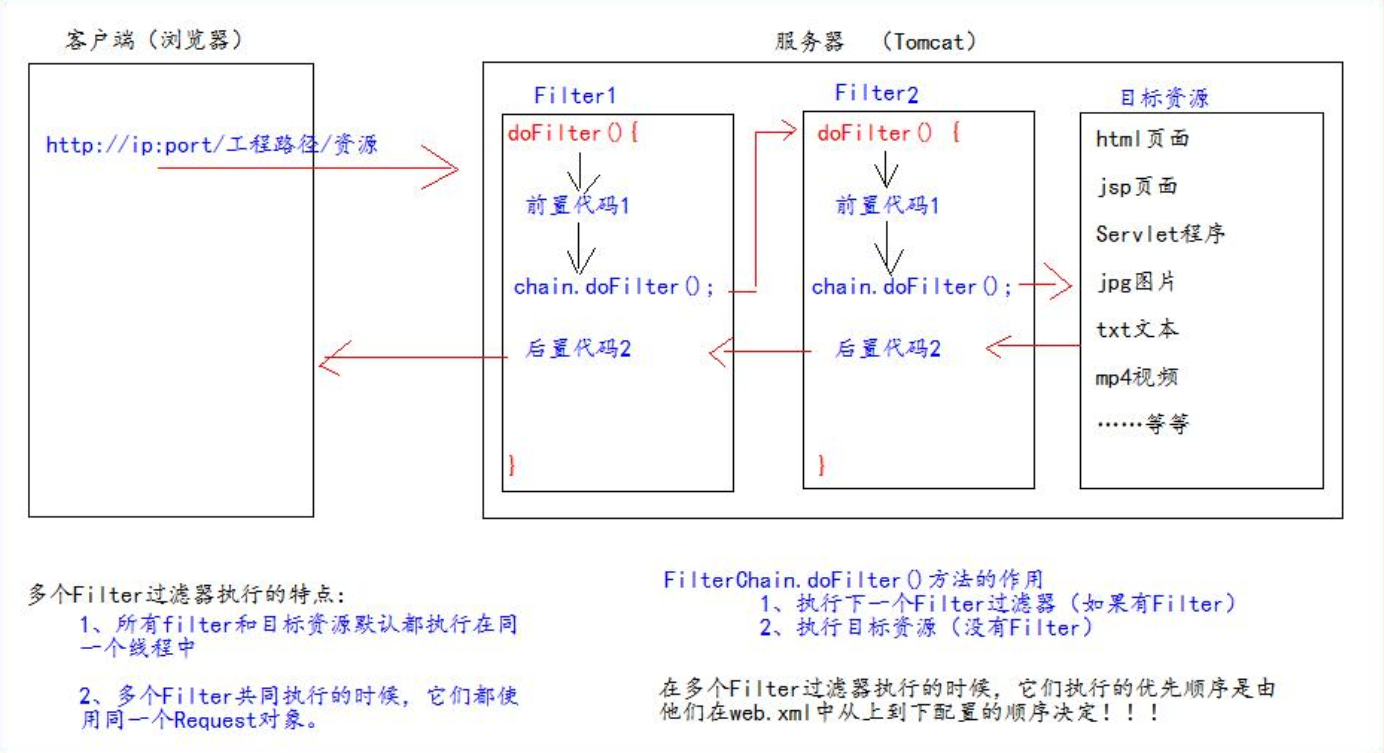 客户端（浏览器）
服务器 （Tomcat）
http://ip:port/工程路径/资源
Filter1
doFilter(){
前置代码1
chain.doFilter();
后置代码2
}
Filter2
doFilter() {
前置代码1
chain.doFilter();
后置代码2
}
目标资源
html页面
jsp页面
Servlet程序
jpg图片
txt文本
mp4视频
……等等
多个Filter过滤器执行的特点:
1、所有filter和目标资源默认都执行在同
一个线程中
2、多个Filter共同执行的时候，它们都使
用同一个Request对象。
FilterChain.doFilter()方法的作用
1、执行下一个Filter过滤器（如果有Filter）
2、执行目标资源（没有Filter）
在多个Filter过滤器执行的时候，它们执行的优先顺序是由
他们在web.xml中从上到下配置的顺序决定！！！